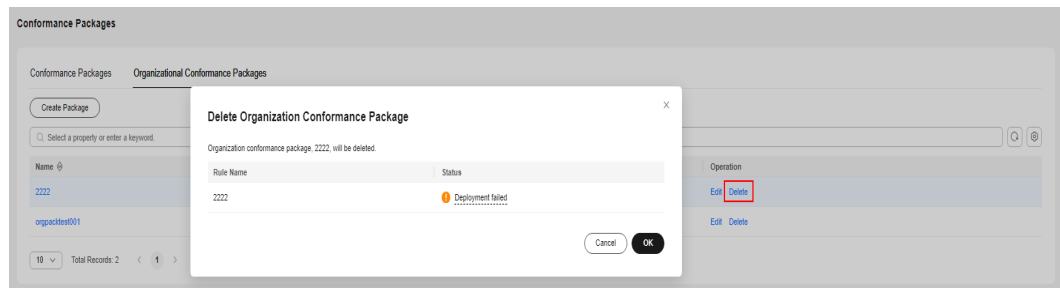 Conformance Packages
Conformance Packages Organizational Conformance Packages
Create Package
Select a property or enter a keyword.
Name
Operation
2222
Edit Delete
orgpacktest001
Edit Delete
10 Total Records: 2 < 1 >
Delete Organization Conformance Package
X
Organization conformance package, 2222, will be deleted.
Rule Name Status
2222 Deployment failed
Cancel OK